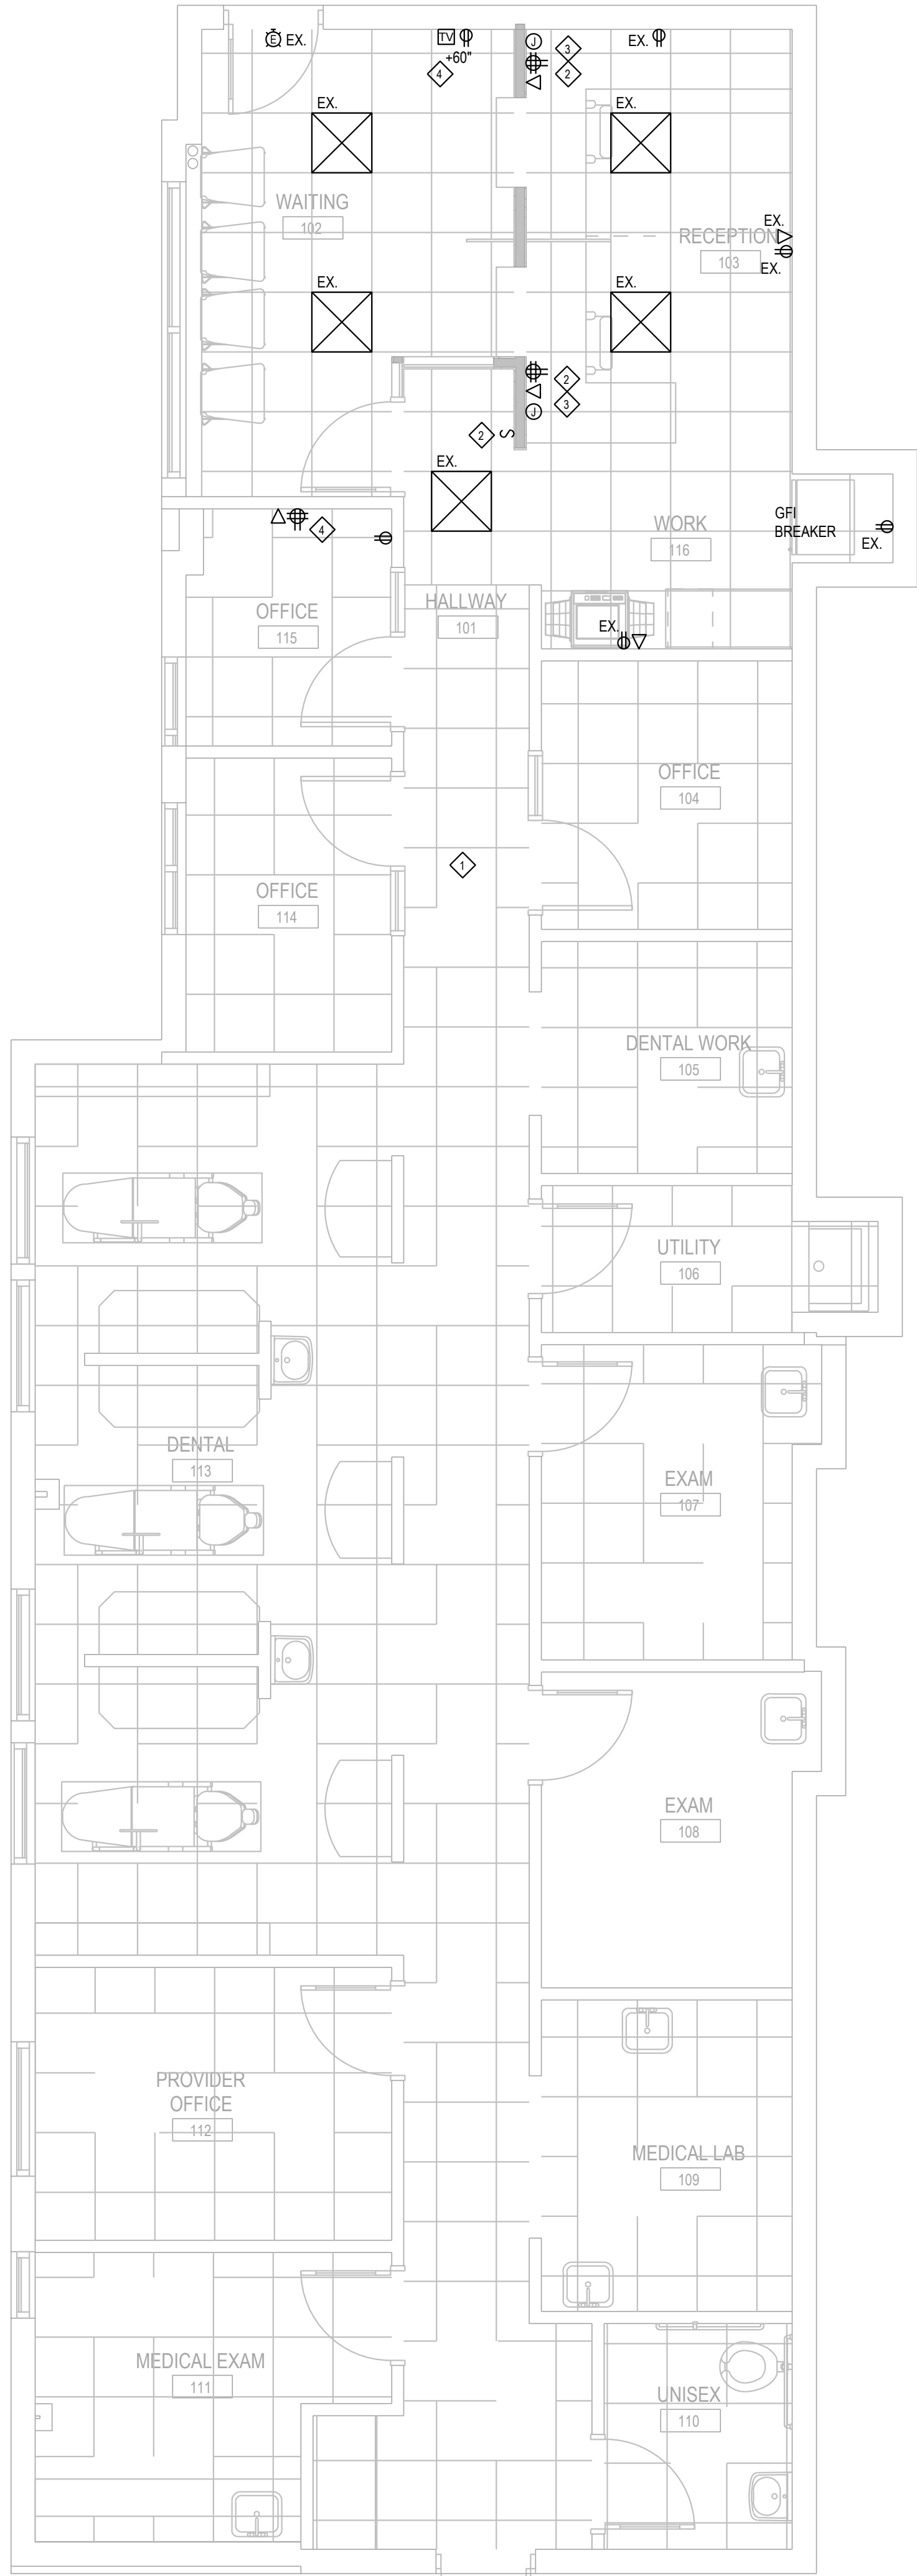 E EX.
TV
+60"
4
J
3
2
EX.
EX.
EX.
WAITING
102
RECEPTION
103
EX.
EX.
EX.
EX.
2
3
J
2 S
EX.
4
GFI
BREAKER
EX.
WORK
116
OFFICE
115
HALLWAY
101
EX.
OFFICE
104
1
OFFICE
114
DENTAL WORK
105
UTILITY
106
DENTAL
113
EXAM
107
EXAM
108
PROVIDER
OFFICE
112
MEDICAL LAB
109
MEDICAL EXAM
111
UNISEX
110